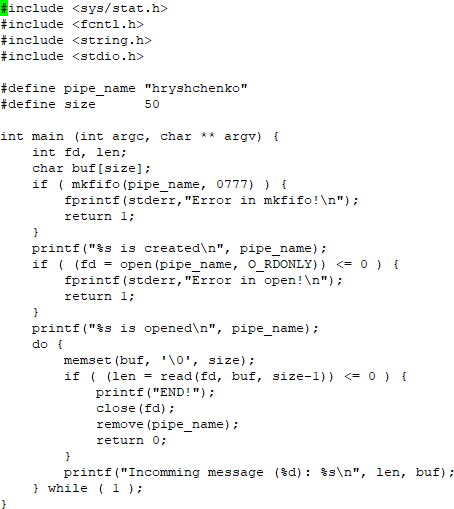 #include <sys/stat.h>
#include <fcntl.h>
#include <string.h>
#include <stdio.h>

#define pipe_name "hryshchenko"
#define size      50

int main (int argc, char ** argv) {
    int fd, len;
    char buf[size];
    if ( mkfifo(pipe_name, 0777) ) {
        fprintf(stderr,"Error in mkfifo!\n");
        return 1;
    }
    printf("%s is created\n", pipe_name);
    if ( (fd = open(pipe_name, O_RDONLY)) <= 0 ) {
        fprintf(stderr,"Error in open!\n");
        return 1;
    }
    printf("%s is opened\n", pipe_name);
    do {
        memset(buf, '\0', size);
        if ( (len = read(fd, buf, size-1)) <= 0 ) {
            printf("END!");
            close(fd);
            remove(pipe_name);
            return 0;
        }
        printf("Incomming message (%d): %s\n", len, buf);
    } while ( 1 );
}